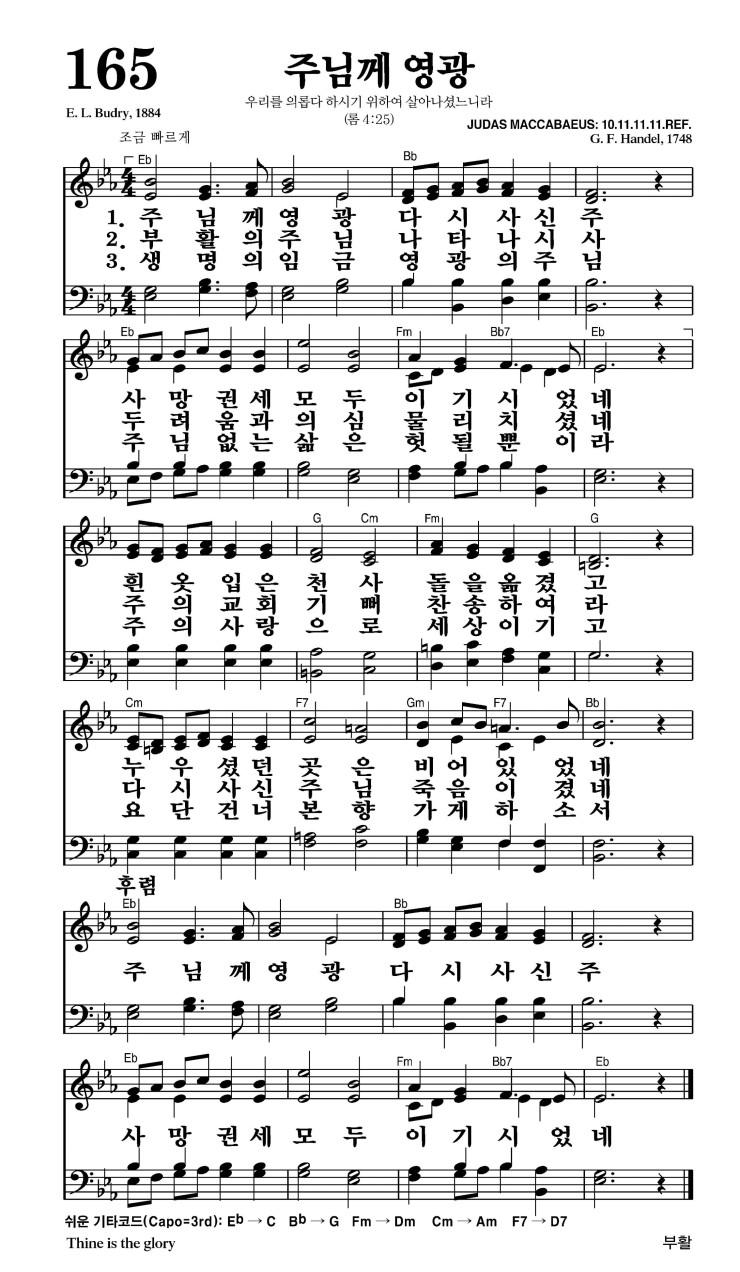 165
주님께 영광
우리를 의롭다 하시기 위하여 살아나셨느니라
(롬 4:25)
E. L. Budry, 1884
JUDAS MACCABAEUS: 10.11.11.11.REF.
G. F. Handel, 1748
조금 빠르게
Eb Bb
4 4
1. 주 님 께 영 광 다 시 사 신 주
2. 부 활 의 주 님 나 타 나 시 사
3. 생 명 의 임 금 영 광 의 주 님
4 4
Eb Fm Bb7 Eb
사 망 권 세 모 두 이 기 시 었 네
두 려 움 과 의 심 물 리 치 셨 네
주 님 없 는 삶 은 헛 될 뿐 이 라
G Cm Fm G
흰 옷 입 은 천 사 돌 을 옮 겼 고
주 의 교 회 기 뻐 찬 송 하 여 라
주 의 사 랑 으 로 세 상 이 기 고
Cm F7 Gm F7 Bb
누 우 셨 던 곳 은 비 어 있 었 네
다 시 사 신 주 님 죽 음 이 겼 네
요 단 건 너 본 향 가 게 하 소 서
후렴
Eb Bb
주 님 께 영 광 다 시 사 신 주
Eb Fm Bb7 Eb
사 망 권 세 모 두 이 기 시 었 네
쉬운 기타코드(Capo=3rd): Eb → C Bb → G Fm → Dm Cm → Am F7 → D7
Thine is the glory
부활